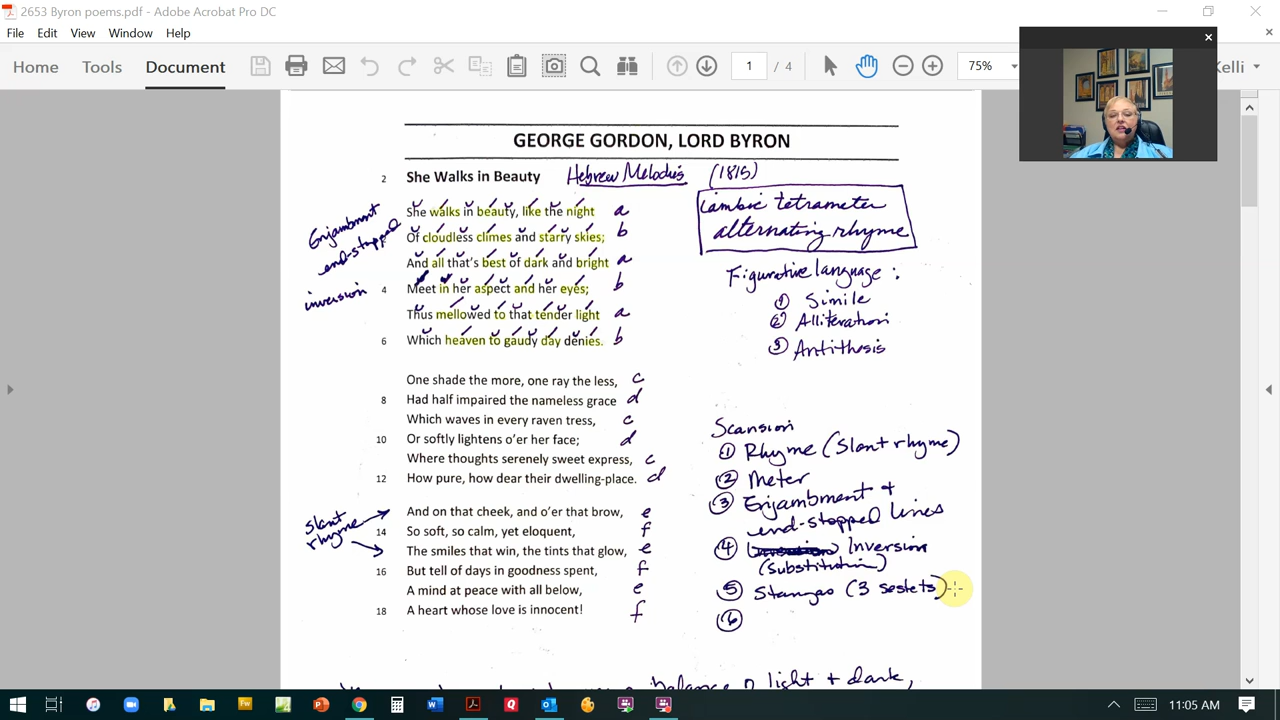 2653 Byron poems.pdf - Adobe Acrobat Pro DC
File Edit View Window Help
Home Tools Document 1 / 4 75% Kelli
GEORGE GORDON, LORD BYRON
2 She Walks in Beauty Hebrew Melodies (1815)
iambic tetrameter
alternating rhyme
Enjambment
end-stopped
inversion
She walks in beauty, like the night a
Of cloudless climes and starry skies; b
And all that's best of dark and bright a
4 Meet in her aspect and her eyes; b
Thus mellowed to that tender light a
6 Which heaven to gaudy day denies. b
Figurative language:
① Simile
② Alliteration
③ Antithesis
One shade the more, one ray the less, c
8 Had half impaired the nameless grace d
Which waves in every raven tress, c
10 Or softly lightens o'er her face; d
Where thoughts serenely sweet express, c
12 How pure, how dear their dwelling-place. d
slant
rhyme
And on that cheek, and o'er that brow, e
14 So soft, so calm, yet eloquent, f
The smiles that win, the tints that glow, e
16 But tell of days in goodness spent, f
A mind at peace with all below, e
18 A heart whose love is innocent! f
Scansion
① Rhyme (Slant rhyme)
② Meter
③ Enjambment +
end-stopped lines
④ Inversion
(Substitution)
⑤ Stanzas (3 sestets)
⑥
balance light + dark,
11:05 AM